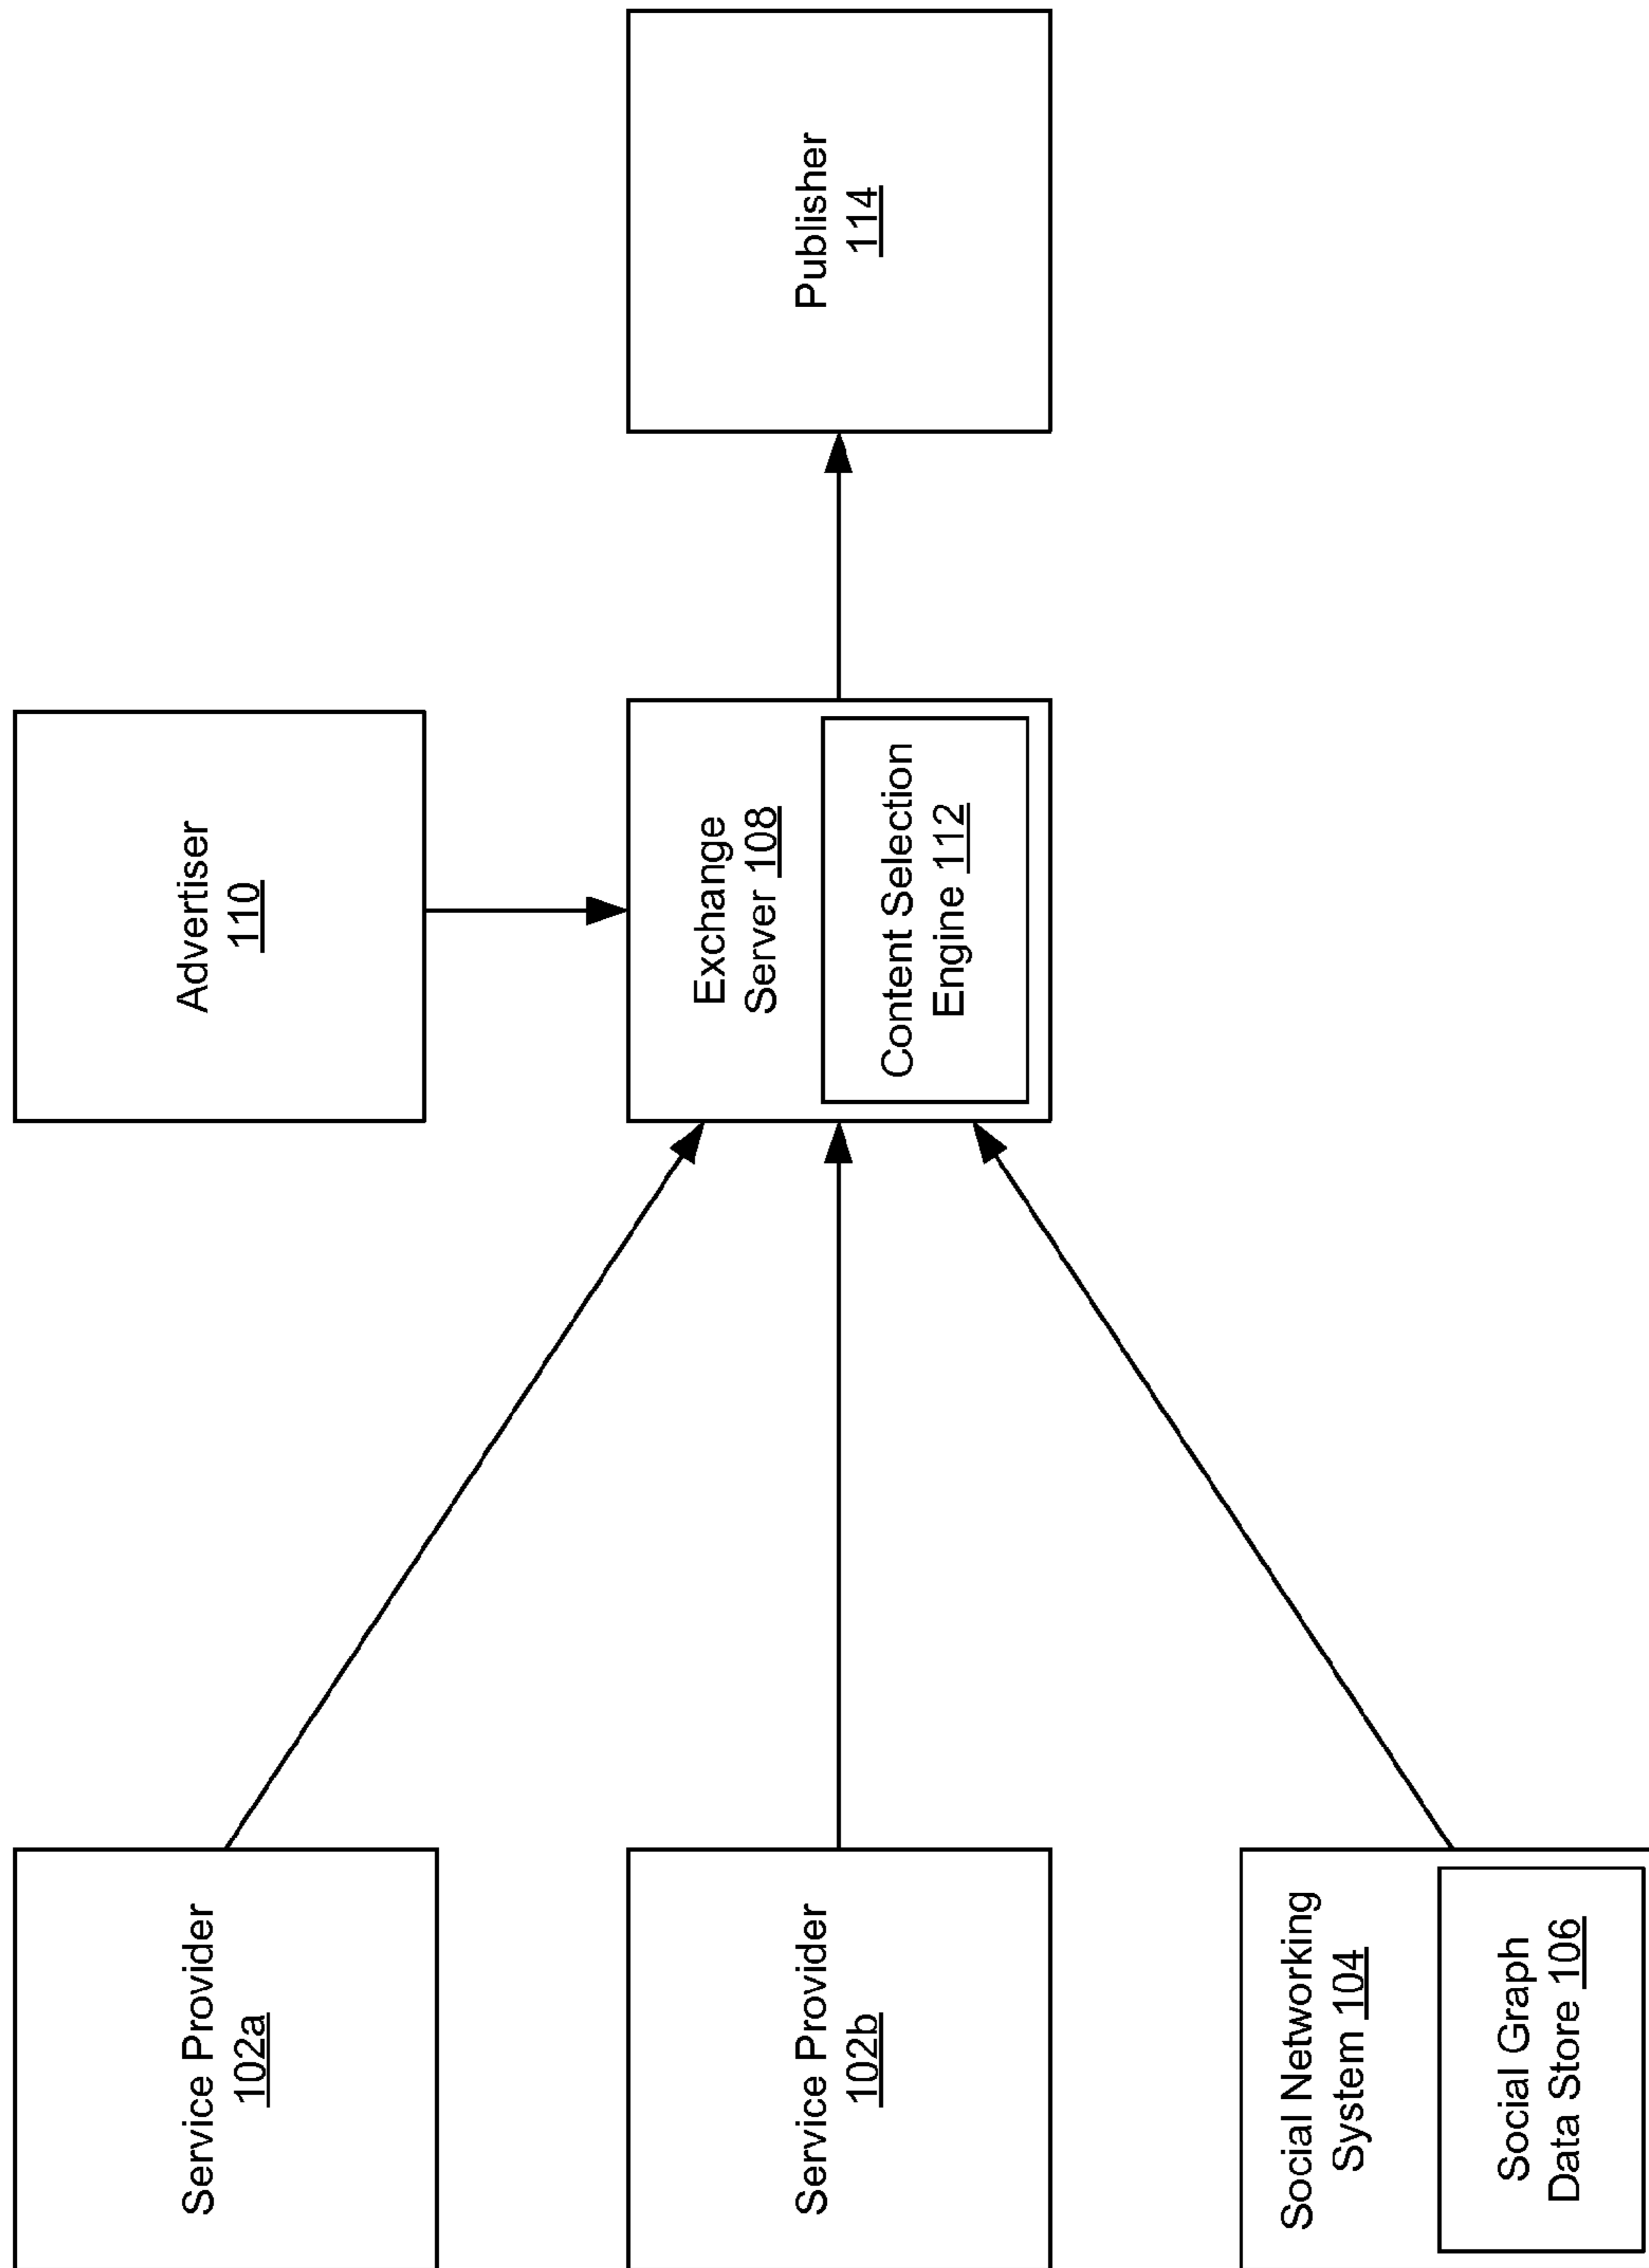 Service Provider
102a
Service Provider
102b
Social Networking
System 104
Social Graph
Data Store 106
Advertiser
110
Exchange
Server 108
Content Selection
Engine 112
Publisher
114